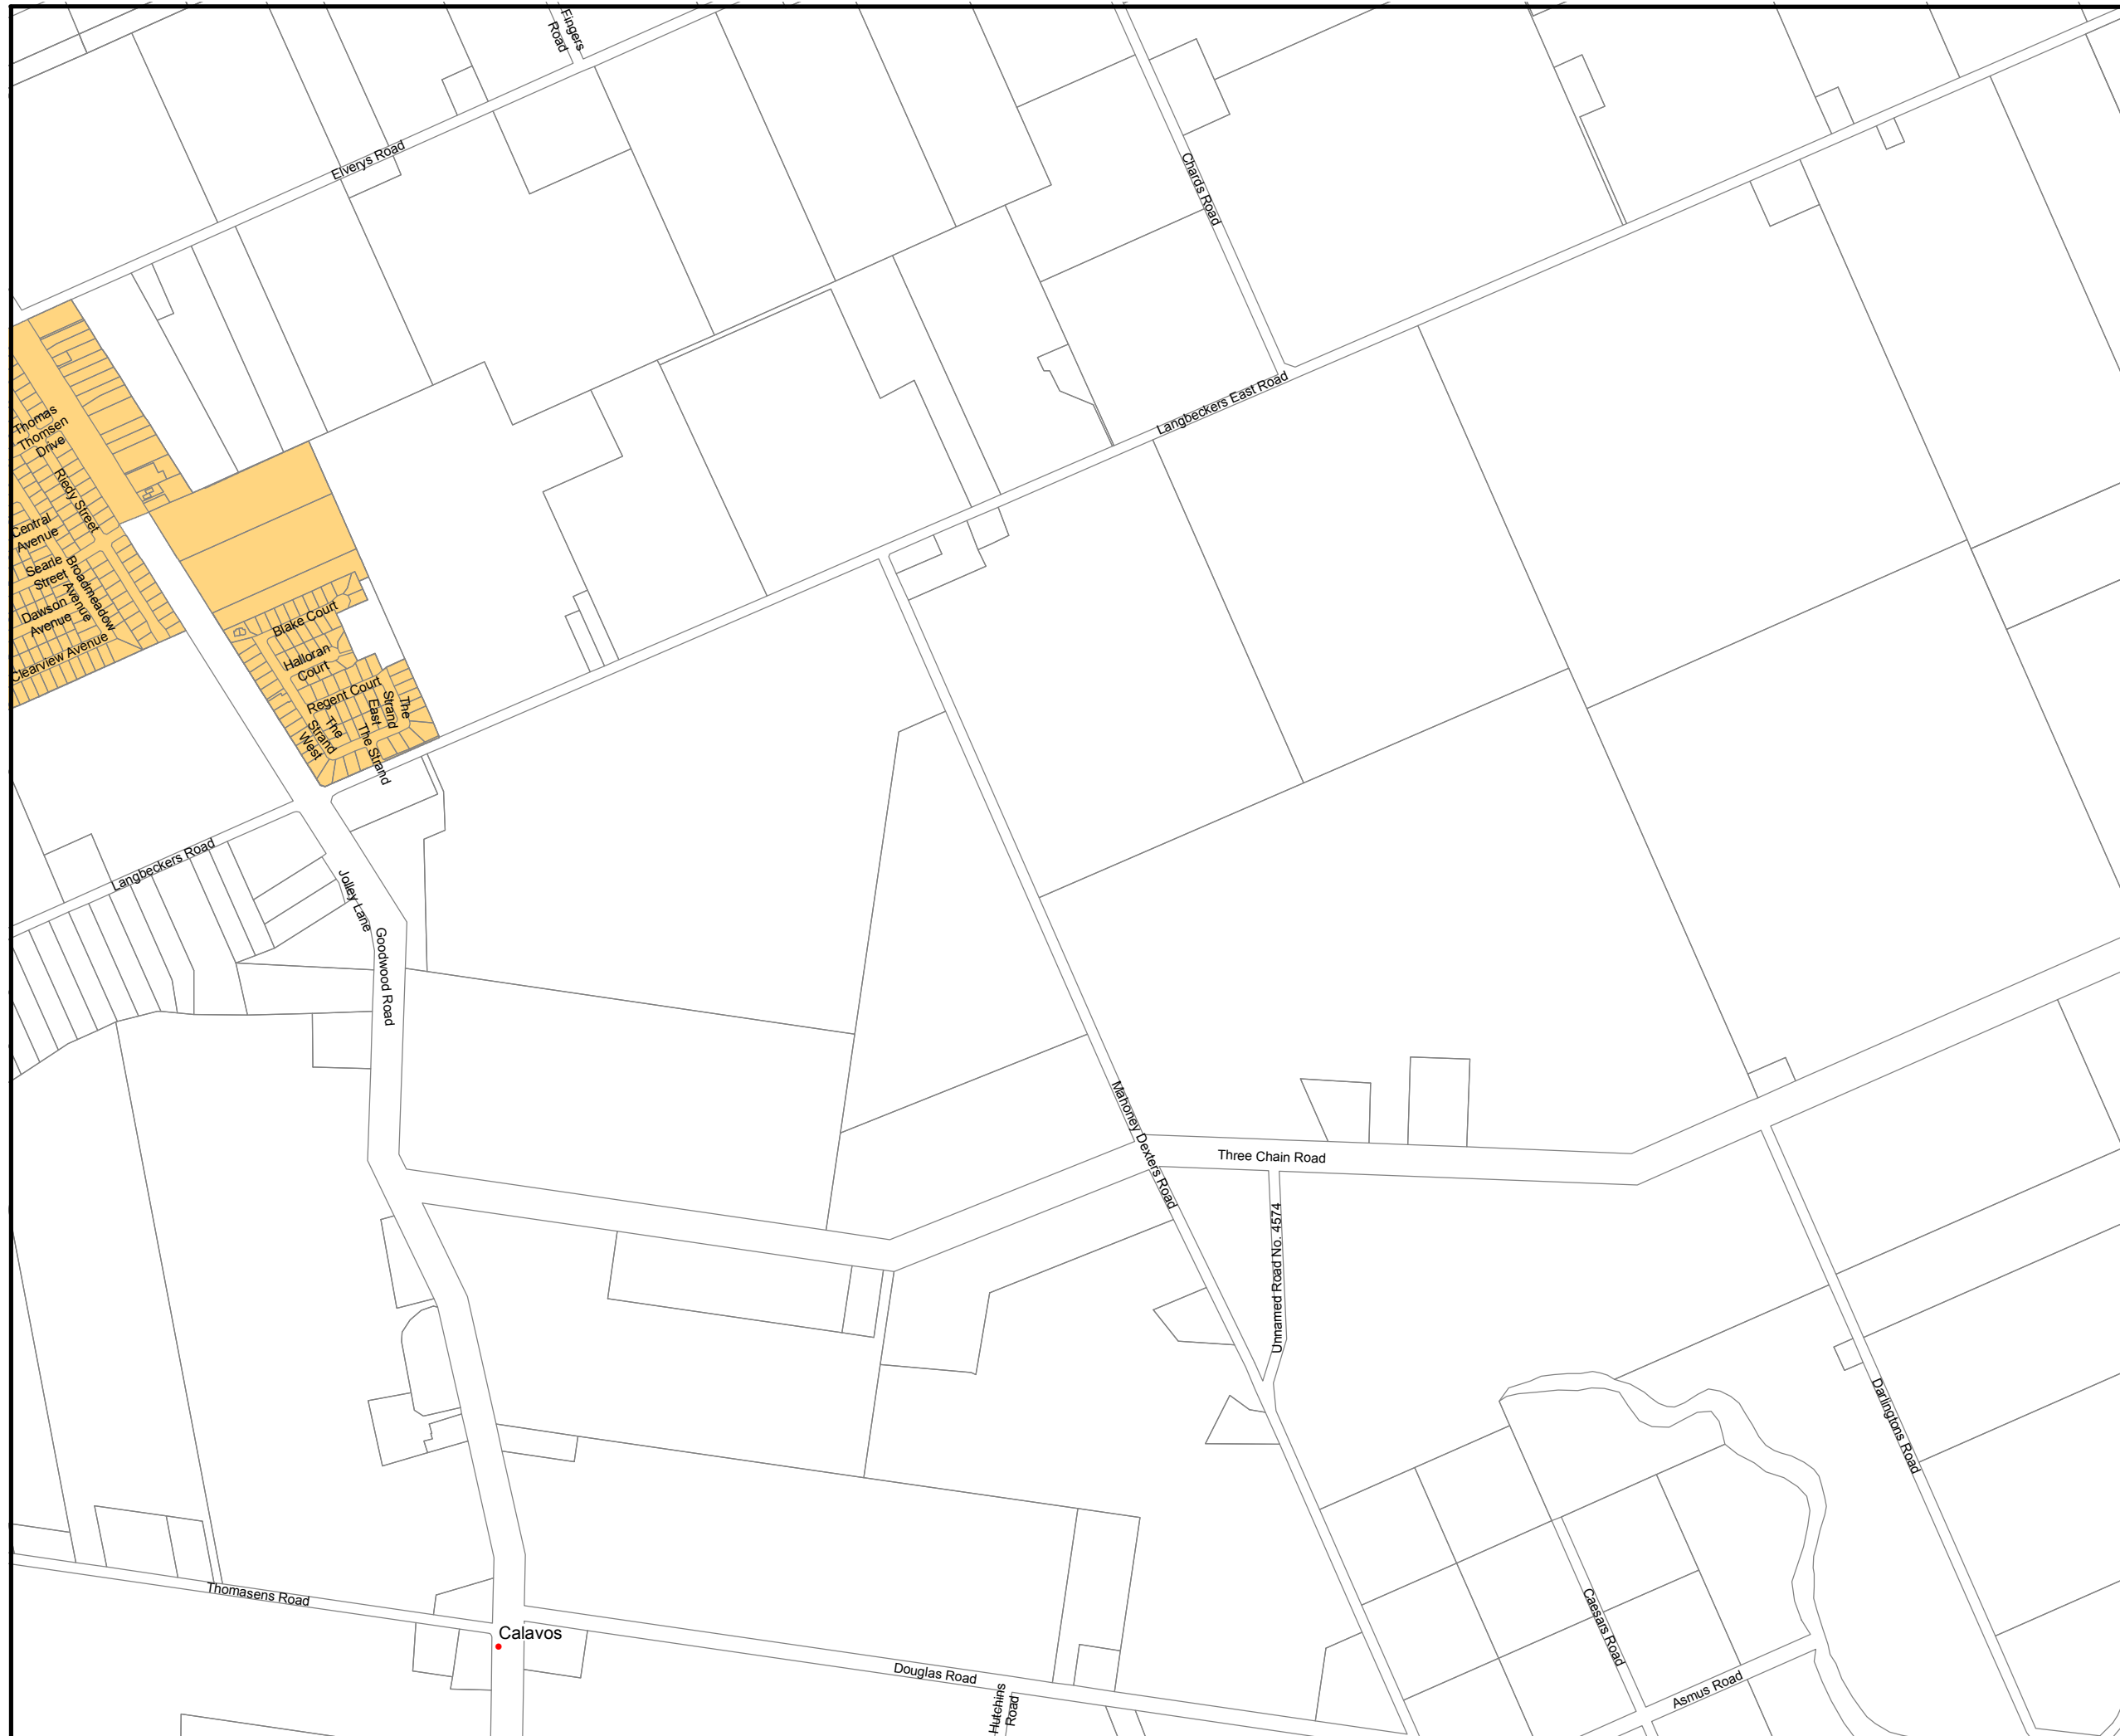 Fingers
Road
Elverys Road
Chards Road
Langbeckers East Road
Thomas
Thomsen
Drive
Riedy Street
Central
Avenue
Searle
Street
Broadmeadow
Avenue
Dawson
Avenue
Clearview Avenue
Blake Court
Halloran
Court
Regent Court
The
Strand
East
The
Strand
West
The Strand
Langbeckers Road
Jolley Lane
Goodwood Road
Mahoney Dexters Road
Three Chain Road
Unnamed Road No. 4574
Darlingtons Road
Thomasens Road
Calavos
Douglas Road
Hutchins
Road
Caesars Road
Asmus Road